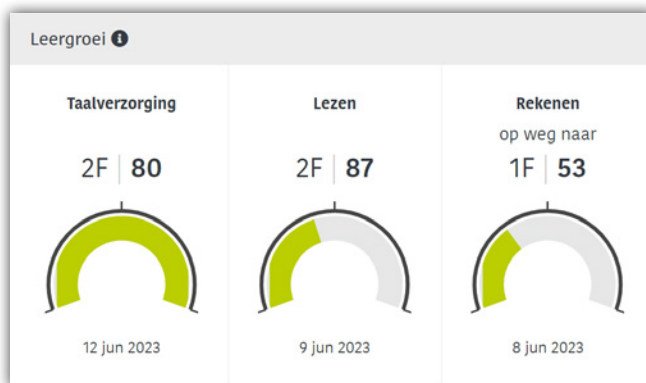 Leergroei
Taalverzorging
2F | 80
12 jun 2023
Lezen
2F | 87
9 jun 2023
Rekenen
op weg naar
1F | 53
8 jun 2023